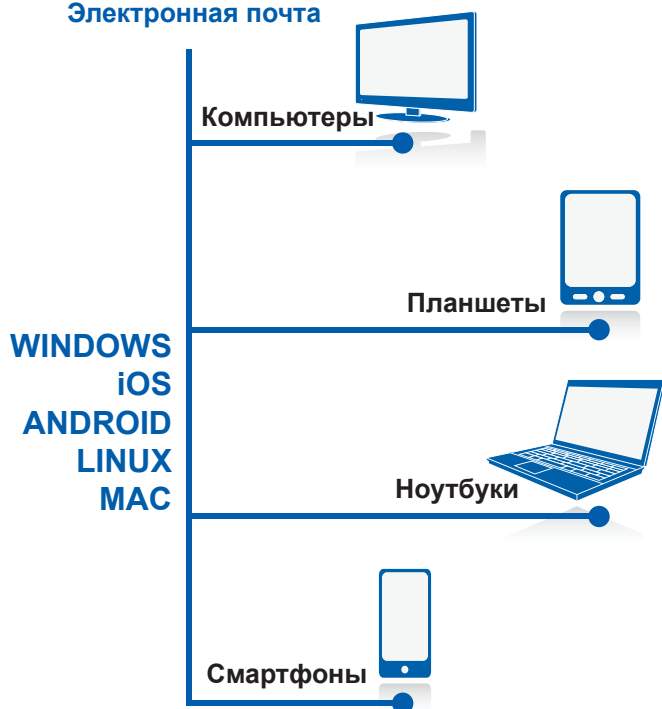 Электронная почта
Компьютеры
Планшеты
WINDOWS
iOS
ANDROID
LINUX
MAC
Ноутбуки
Смартфоны